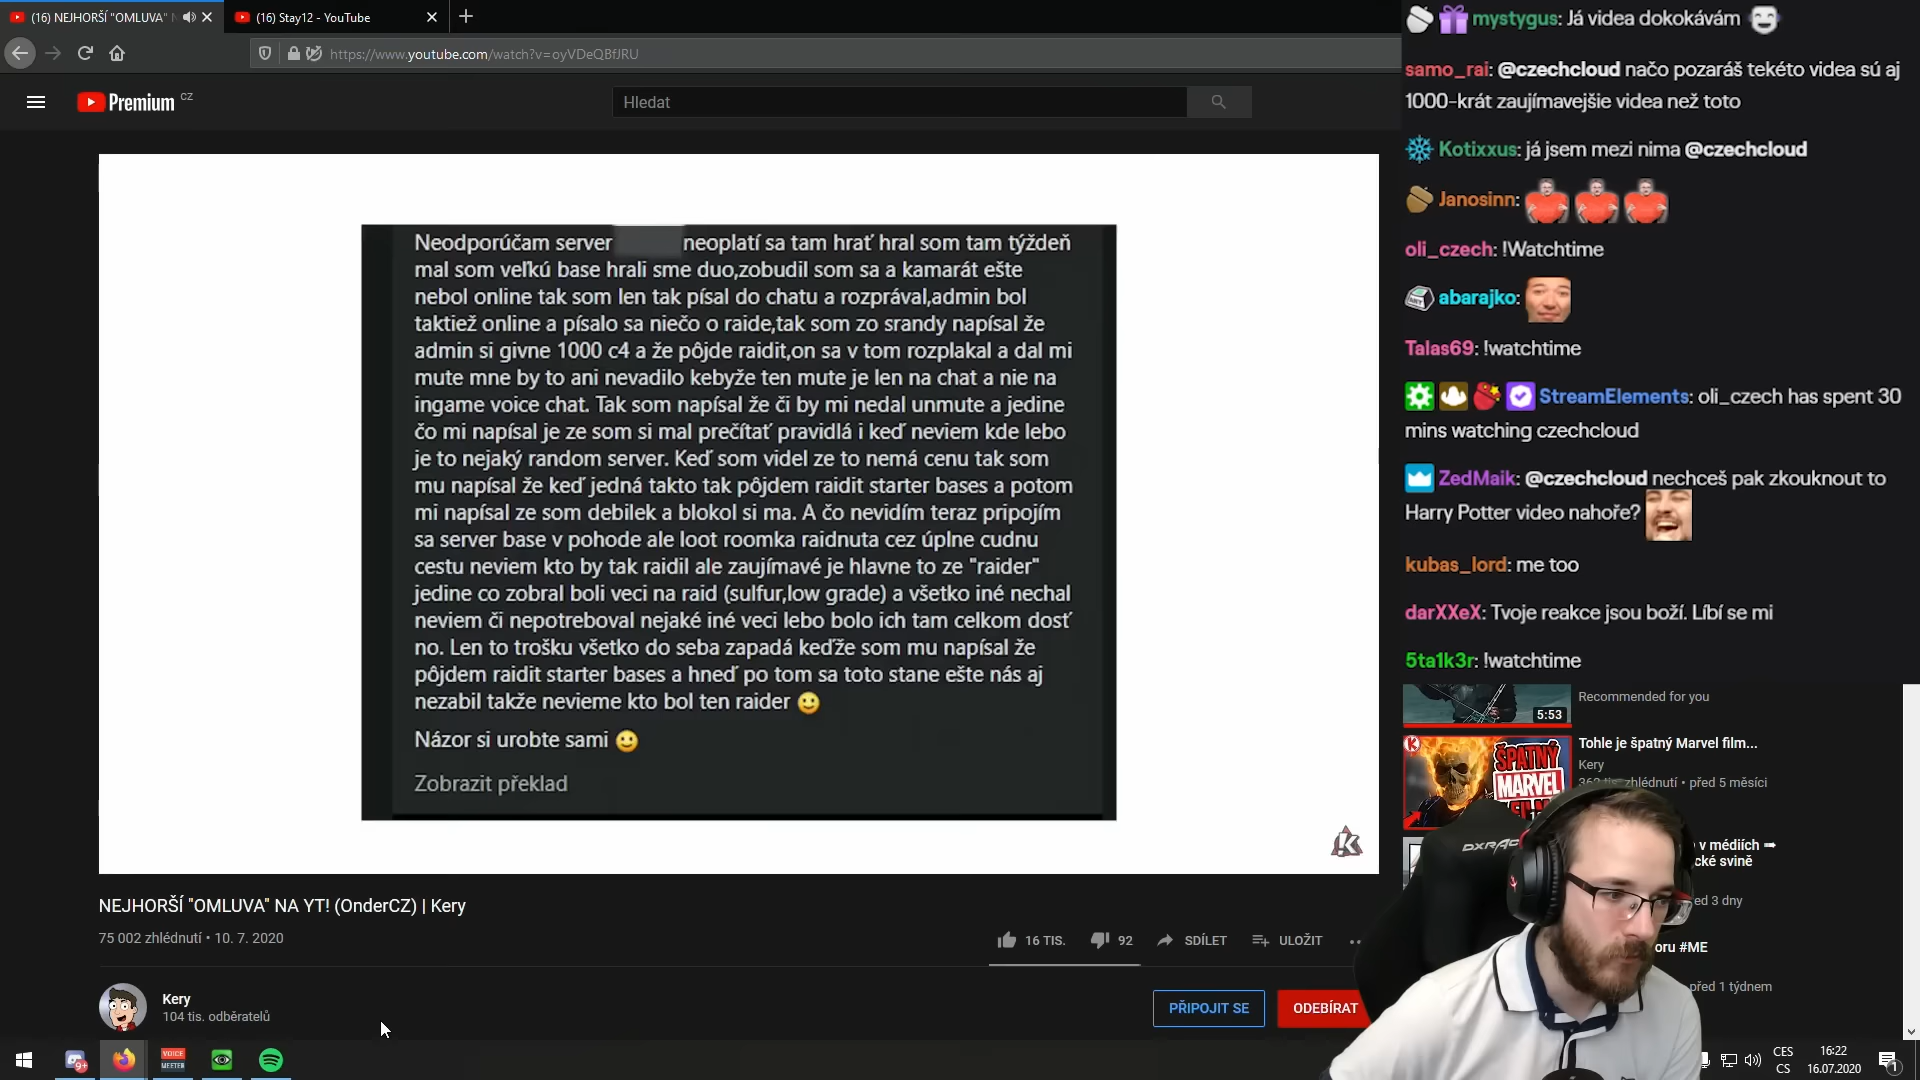 (16) NEJHORŠÍ "OMLUVA"
(16) Stay12 - YouTube
https://www.youtube.com/watch?v=oyVDeQBfJRU
Premium CZ
Hledat
Neodporúčam server neoplatí sa tam hrať hral som tam týždeň
mal som veľkú base hrali sme duo,zobudil som sa a kamarát ešte
nebol online tak som len tak písal do chatu a rozprával,admin bol
taktiež online a písalo sa niečo o raide,tak som zo srandy napísal že
admin si givne 1000 c4 a že pôjde raidit,on sa v tom rozplakal a dal mi
mute mne by to ani nevadilo kebyže ten mute je len na chat a nie na
ingame voice chat. Tak som napísal že či by mi nedal unmute a jedine
čo mi napísal je ze som si mal prečítať pravidlá i keď neviem kde lebo
je to nejaký random server. Keď som videl ze to nemá cenu tak som
mu napísal že keď jedná takto tak pôjdem raidit starter bases a potom
mi napísal ze som debilek a blokol si ma. A čo nevidím teraz pripojím
sa server base v pohode ale loot roomka raidnuta cez úplne cudnu
cestu neviem kto by tak raidil ale zaujímavé je hlavne to ze "raider"
jedine co zobral boli veci na raid (sulfur,low grade) a všetko iné nechal
neviem či nepotreboval nejaké iné veci lebo bolo ich tam celkom dosť
no. Len to trošku všetko do seba zapadá keďže som mu napísal že
pôjdem raidit starter bases a hneď po tom sa toto stane ešte nás aj
nezabil takže nevieme kto bol ten raider 🙂
Názor si urobte sami 🙂
Zobrazit překlad
K
NEJHORŠÍ "OMLUVA" NA YT! (OnderCZ) | Kery
75 002 zhlédnutí • 10. 7. 2020
16 TIS.
92
SDÍLET
ULOŽIT
Kery
104 tis. odběratelů
PŘIPOJIT SE
ODEBÍRAT
mystygus: Já videa dokokávám
samo_rai: @czechcloud načo pozaráš tekéto videa sú aj
1000-krát zaujímavejšie videa než toto
Kotixxus: já jsem mezi nima @czechcloud
Janosinn:
oli_czech: !Watchtime
abarajko:
Talas69: !watchtime
StreamElements: oli_czech has spent 30
mins watching czechcloud
ZedMaik: @czechcloud nechceš pak zkouknout to
Harry Potter video nahoře?
kubas_lord: me too
darXXeX: Tvoje reakce jsou boží. Líbí se mi
5ta1k3r: !watchtime
5:53
Recommended for you
ŠPATNÝ
MARVEL
FILM
Tohle je špatný Marvel film...
Kery
zhlédnutí • před 5 měsíci
v médiích ➡
cké svině
ed 3 dny
oru #ME
před 1 týdnem
DXRAC
9+
VOICE
MEETER
CES
CS
16:22
16.07.2020
1